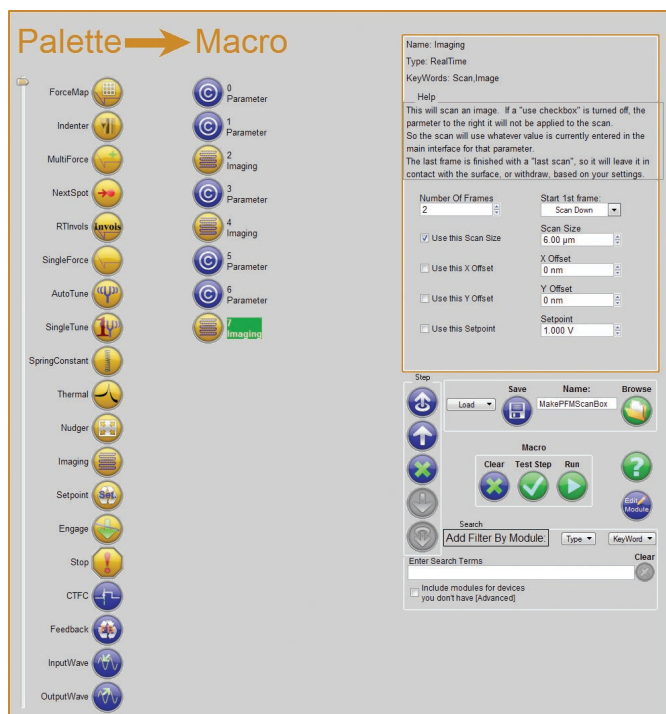 Palette Macro
ForceMap
Indenter
MultiForce
NextSpot
RTInvols
Invols
SingleForce
AutoTune
SingleTune
SpringConstant
Thermal
Nudger
Imaging
Setpoint
Set.
Engage
Stop
CTFC
Feedback
InputWave
OutputWave
C
0
Parameter
C
1
Parameter
2
Imaging
C
3
Parameter
4
Imaging
C
5
Parameter
C
6
Parameter
7
Imaging
Name: Imaging
Type: RealTime
KeyWords: Scan,Image
Help
This will scan an image. If a "use checkbox" is turned off, the
parmeter to the right it will not be applied to the scan.
So the scan will use whatever value is currently entered in the
main interface for that parameter.
The last frame is finished with a "last scan", so it will leave it in
contact with the surface, or withdraw, based on your settings.
Number Of Frames
2
Start 1st frame:
Scan Down
Use this Scan Size
Scan Size
6.00 µm
Use this X Offset
X Offset
0 nm
Use this Y Offset
Y Offset
0 nm
Use this Setpoint
Setpoint
1.000 V
Step
Load
Save
Name:
MakePFMScanBox
Browse
Macro
Clear Test Step Run
?
Edit
Module
Search
Add Filter By Module: Type KeyWord
Enter Search Terms
Clear
Include modules for devices
you don't have [Advanced]